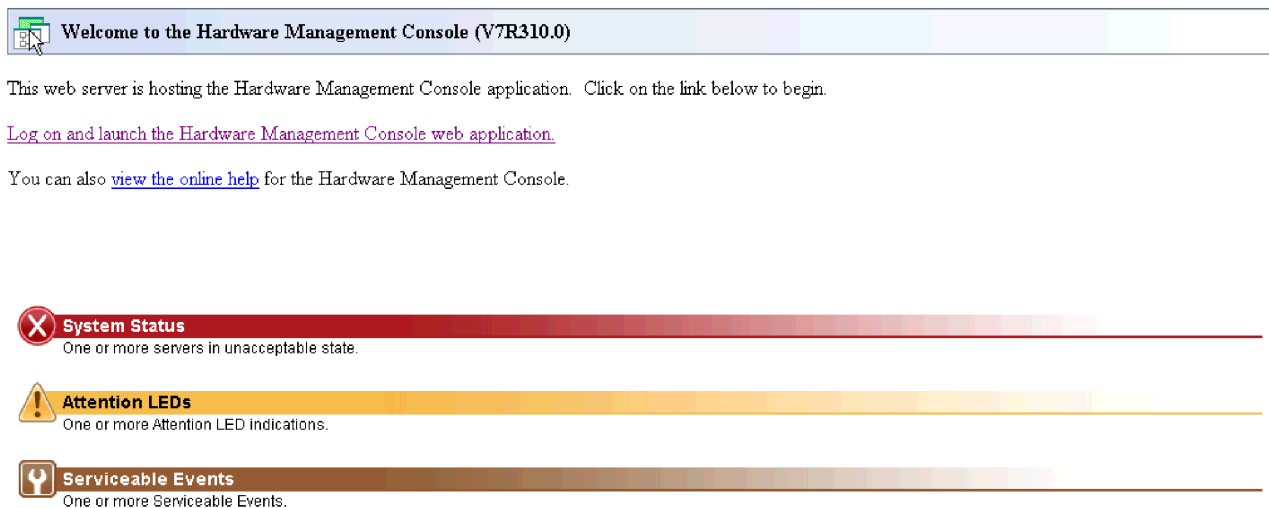 Welcome to the Hardware Management Console (V7R310.0)
This web server is hosting the Hardware Management Console application. Click on the link below to begin.
Log on and launch the Hardware Management Console web application.
You can also view the online help for the Hardware Management Console.
System Status
One or more servers in unacceptable state.
Attention LEDs
One or more Attention LED indications.
Serviceable Events
One or more Serviceable Events.